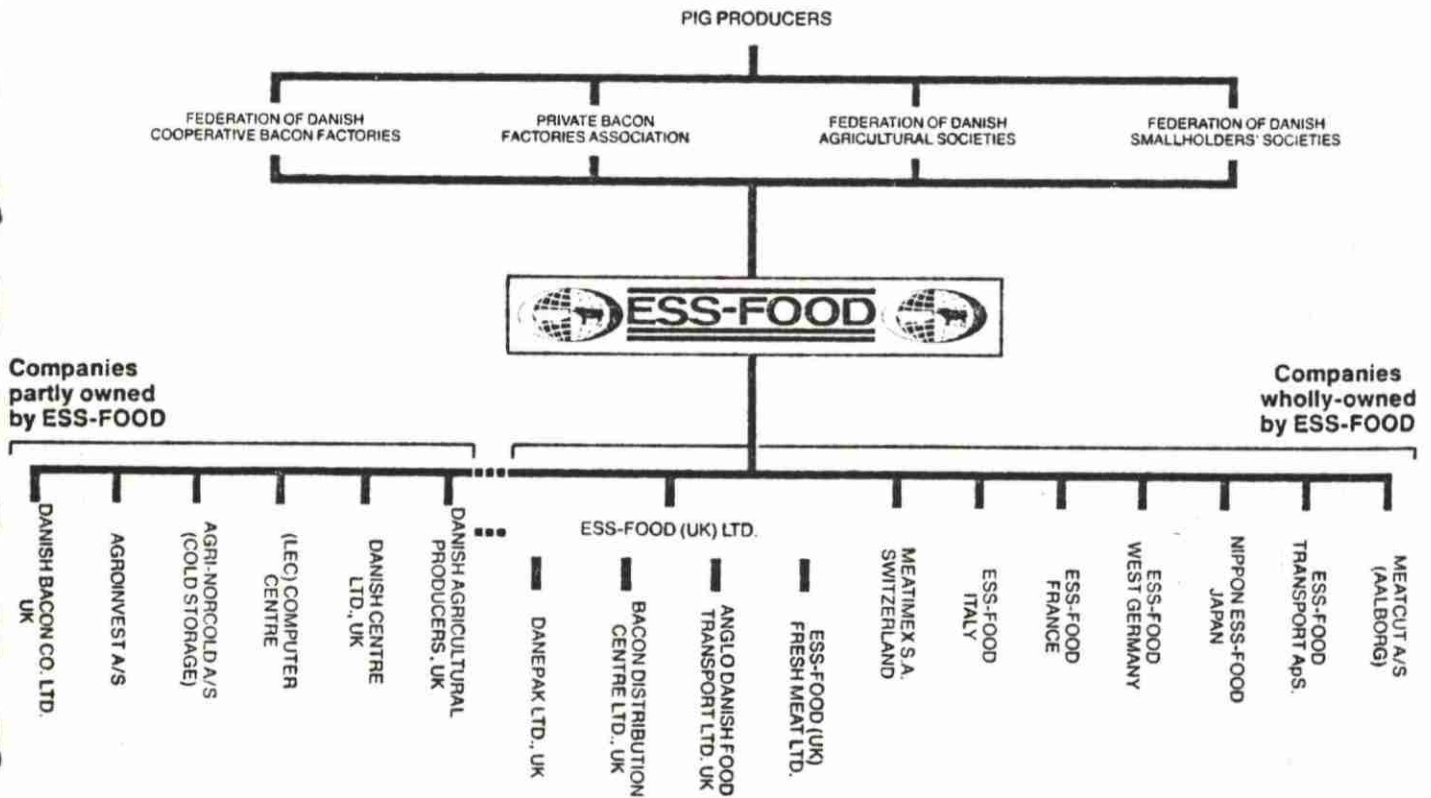 PIG PRODUCERS
FEDERATION OF DANISH
COOPERATIVE BACON FACTORIES
PRIVATE BACON
FACTORIES ASSOCIATION
FEDERATION OF DANISH
AGRICULTURAL SOCIETIES
FEDERATION OF DANISH
SMALLHOLDERS' SOCIETIES
ESS-FOOD
Companies
partly owned
by ESS-FOOD
Companies
wholly-owned
by ESS-FOOD
DANISH BACON CO. LTD.
UK
AGROINVEST A/S
AGRI-NORCOLD A/S
(COLD STORAGE)
(LEC) COMPUTER
CENTRE
DANISH CENTRE
LTD., UK
DANISH AGRICULTURAL
PRODUCERS, UK
ESS-FOOD (UK) LTD.
DANEPAK LTD., UK
BACON DISTRIBUTION
CENTRE LTD., UK
ANGLO DANISH FOOD
TRANSPORT LTD. UK
ESS-FOOD (UK)
FRESH MEAT LTD.
MEATIMEX S.A.
SWITZERLAND
ESS-FOOD
ITALY
ESS-FOOD
FRANCE
ESS-FOOD
WEST GERMANY
NIPPON ESS-FOOD
JAPAN
ESS-FOOD
TRANSPORT ApS.
MEATCUT A/S
(AALBORG)